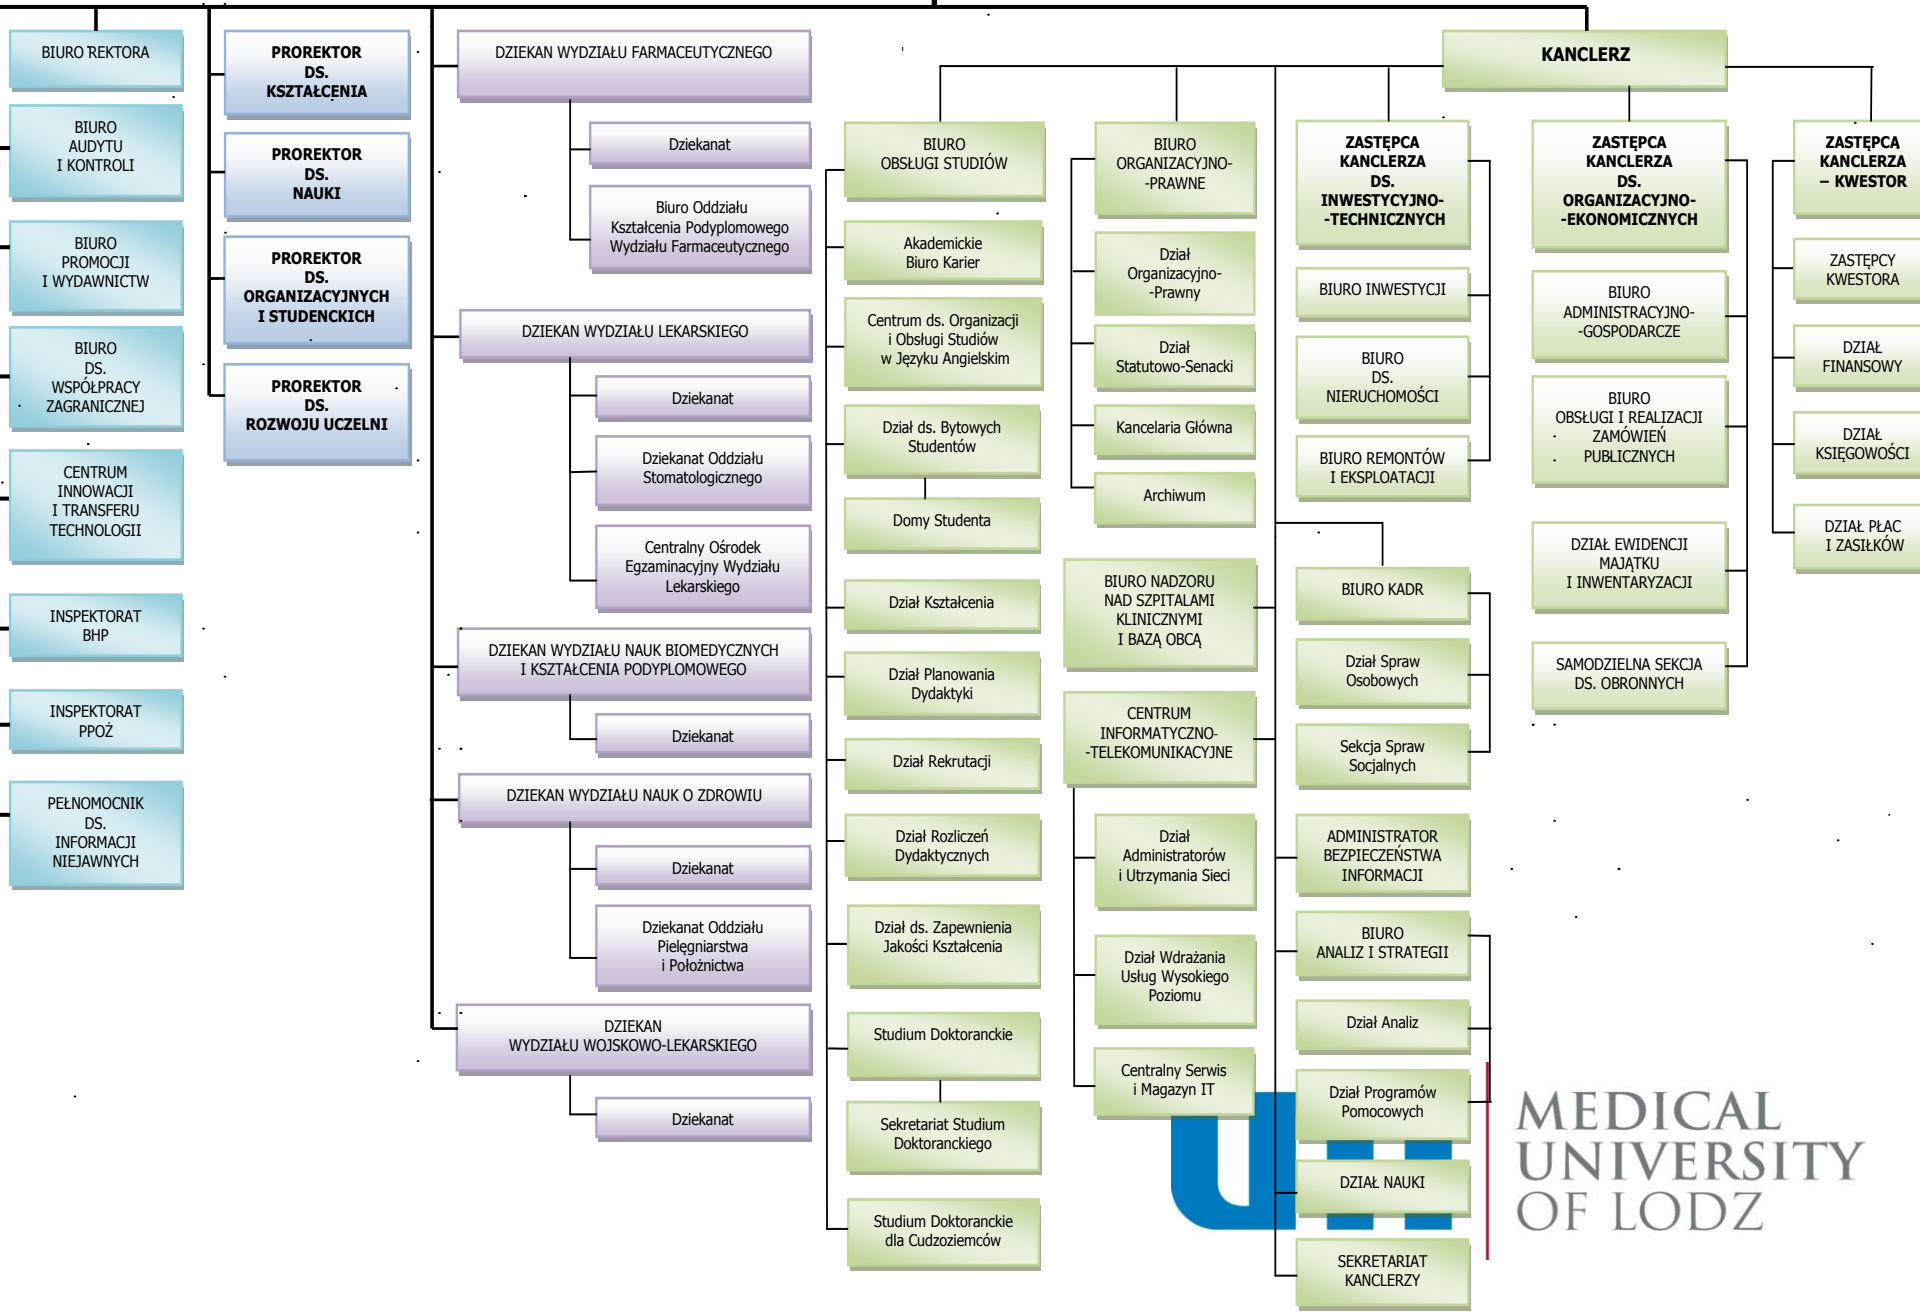 BIURO REKTORA
BIURO
AUDYTU
I KONTROLI
BIURO
PROMOCJI
I WYDAWNICTW
BIURO
DS.
WSPÓŁPRACY
ZAGRANICZNEJ
CENTRUM
INNOWACJI
I TRANSFERU
TECHNOLOGII
INSPEKTORAT
BHP
INSPEKTORAT
PPOŻ
PEŁNOMOCNIK
DS.
INFORMACJI
NIEJAWNYCH
PROREKTOR
DS.
KSZTAŁCENIA
PROREKTOR
DS.
NAUKI
PROREKTOR
DS.
ORGANIZACYJNYCH
I STUDENCKICH
PROREKTOR
DS.
ROZWOJU UCZELNI
DZIEKAN WYDZIAŁU FARMACEUTYCZNEGO
Dziekanat
Biuro Oddziału
Kształcenia Podyplomowego
Wydziału Farmaceutycznego
DZIEKAN WYDZIAŁU LEKARSKIEGO
Dziekanat
Dziekanat Oddziału
Stomatologicznego
Centralny Ośrodek
Egzaminacyjny Wydziału
Lekarskiego
DZIEKAN WYDZIAŁU NAUK BIOMEDYCZNYCH
I KSZTAŁCENIA PODYPLOMOWEGO
Dziekanat
DZIEKAN WYDZIAŁU NAUK O ZDROWIU
Dziekanat
Dziekanat Oddziału
Pielęgniarstwa
i Położnictwa
DZIEKAN
WYDZIAŁU WOJSKOWO-LEKARSKIEGO
Dziekanat
KANCLERZ
BIURO
OBSŁUGI STUDIÓW
Akademickie
Biuro Karier
Centrum ds. Organizacji
i Obsługi Studiów
w Języku Angielskim
Dział ds. Bytowych
Studentów
Domy Studenta
Dział Kształcenia
Dział Planowania
Dydaktyki
Dział Rekrutacji
Dział Rozliczeń
Dydaktycznych
Dział ds. Zapewnienia
Jakości Kształcenia
Studium Doktoranckie
Sekretariat Studium
Doktoranckiego
Studium Doktoranckie
dla Cudzoziemców
BIURO
ORGANIZACYJNO-
-PRAWNE
Dział
Organizacyjno-
-Prawny
Dział
Statutowo-Senacki
Kancelaria Główna
Archiwum
BIURO NADZORU
NAD SZPITALAMI
KLINICZNYMI
I BAZĄ OBCĄ
CENTRUM
INFORMATYCZNO-
-TELEKOMUNIKACYJNE
Dział
Administratorów
i Utrzymania Sieci
Dział Wdrażania
Usług Wysokiego
Poziomu
Centralny Serwis
i Magazyn IT
ZASTĘPCA
KANCLERZA
DS.
INWESTYCYJNO-
-TECHNICZNYCH
BIURO INWESTYCJI
BIURO
DS.
NIERUCHOMOŚCI
BIURO REMONTÓW
I EKSPLOATACJI
BIURO KADR
Dział Spraw
Osobowych
Sekcja Spraw
Socjalnych
ADMINISTRATOR
BEZPIECZEŃSTWA
INFORMACJI
BIURO
ANALIZ I STRATEGII
Dział Analiz
Dział Programów
Pomocowych
DZIAŁ NAUKI
SEKRETARIAT
KANCLERZY
ZASTĘPCA
KANCLERZA
DS.
ORGANIZACYJNO-
-EKONOMICZNYCH
BIURO
ADMINISTRACYJNO-
-GOSPODARCZE
BIURO
OBSŁUGI I REALIZACJI
ZAMÓWIEŃ
PUBLICZNYCH
DZIAŁ EWIDENCJI
MAJĄTKU
I INWENTARYZACJI
SAMODZIELNA SEKCJA
DS. OBRONNYCH
ZASTĘPCA
KANCLERZA
– KWESTOR
ZASTĘPCY
KWESTORA
DZIAŁ
FINANSOWY
DZIAŁ
KSIĘGOWOŚCI
DZIAŁ PŁAC
I ZASIŁKÓW
MEDICAL
UNIVERSITY
OF LODZ